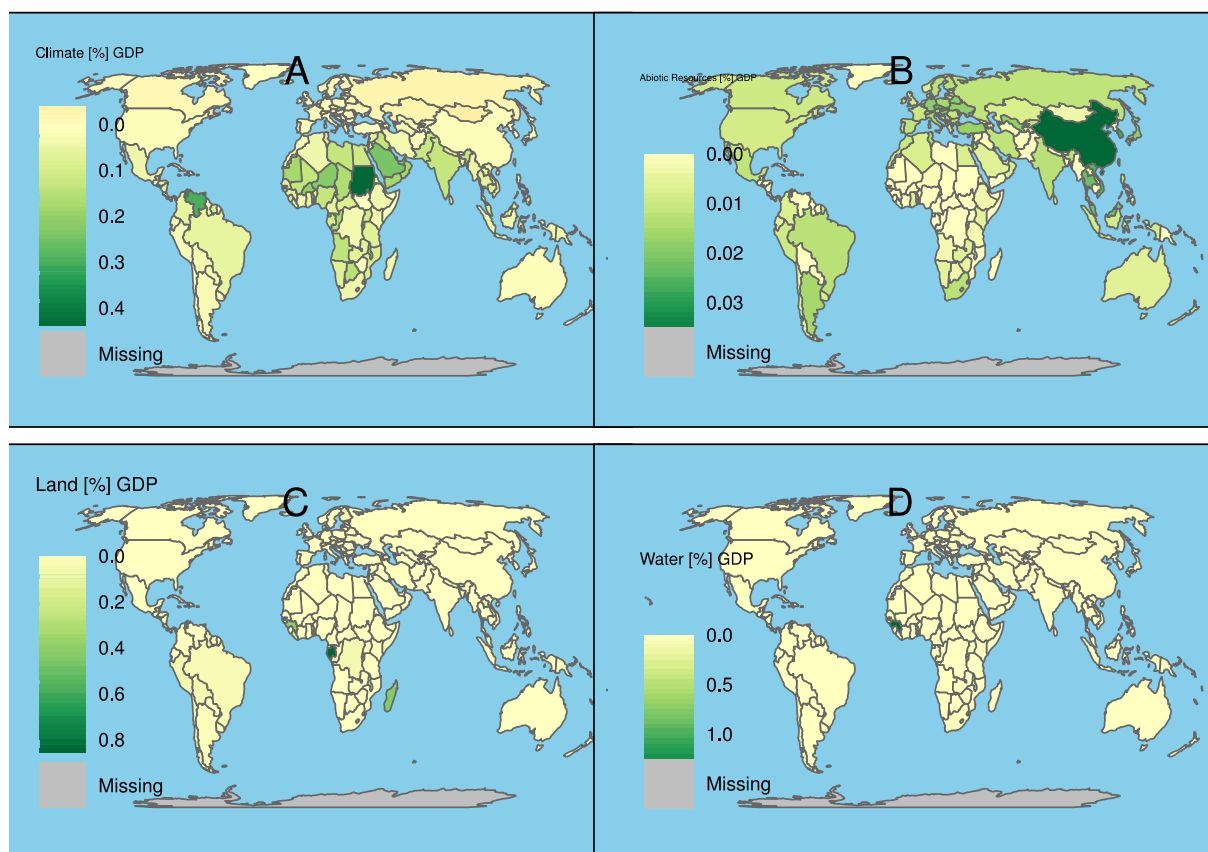 Climate [%] GDP
A
0.0
0.1
0.2
0.3
0.4
Missing
Abiotic Resources [%] GDP
B
0.00
0.01
0.02
0.03
Missing
Land [%] GDP
C
0.0
0.2
0.4
0.6
0.8
Missing
D
Water [%] GDP
0.0
0.5
1.0
Missing